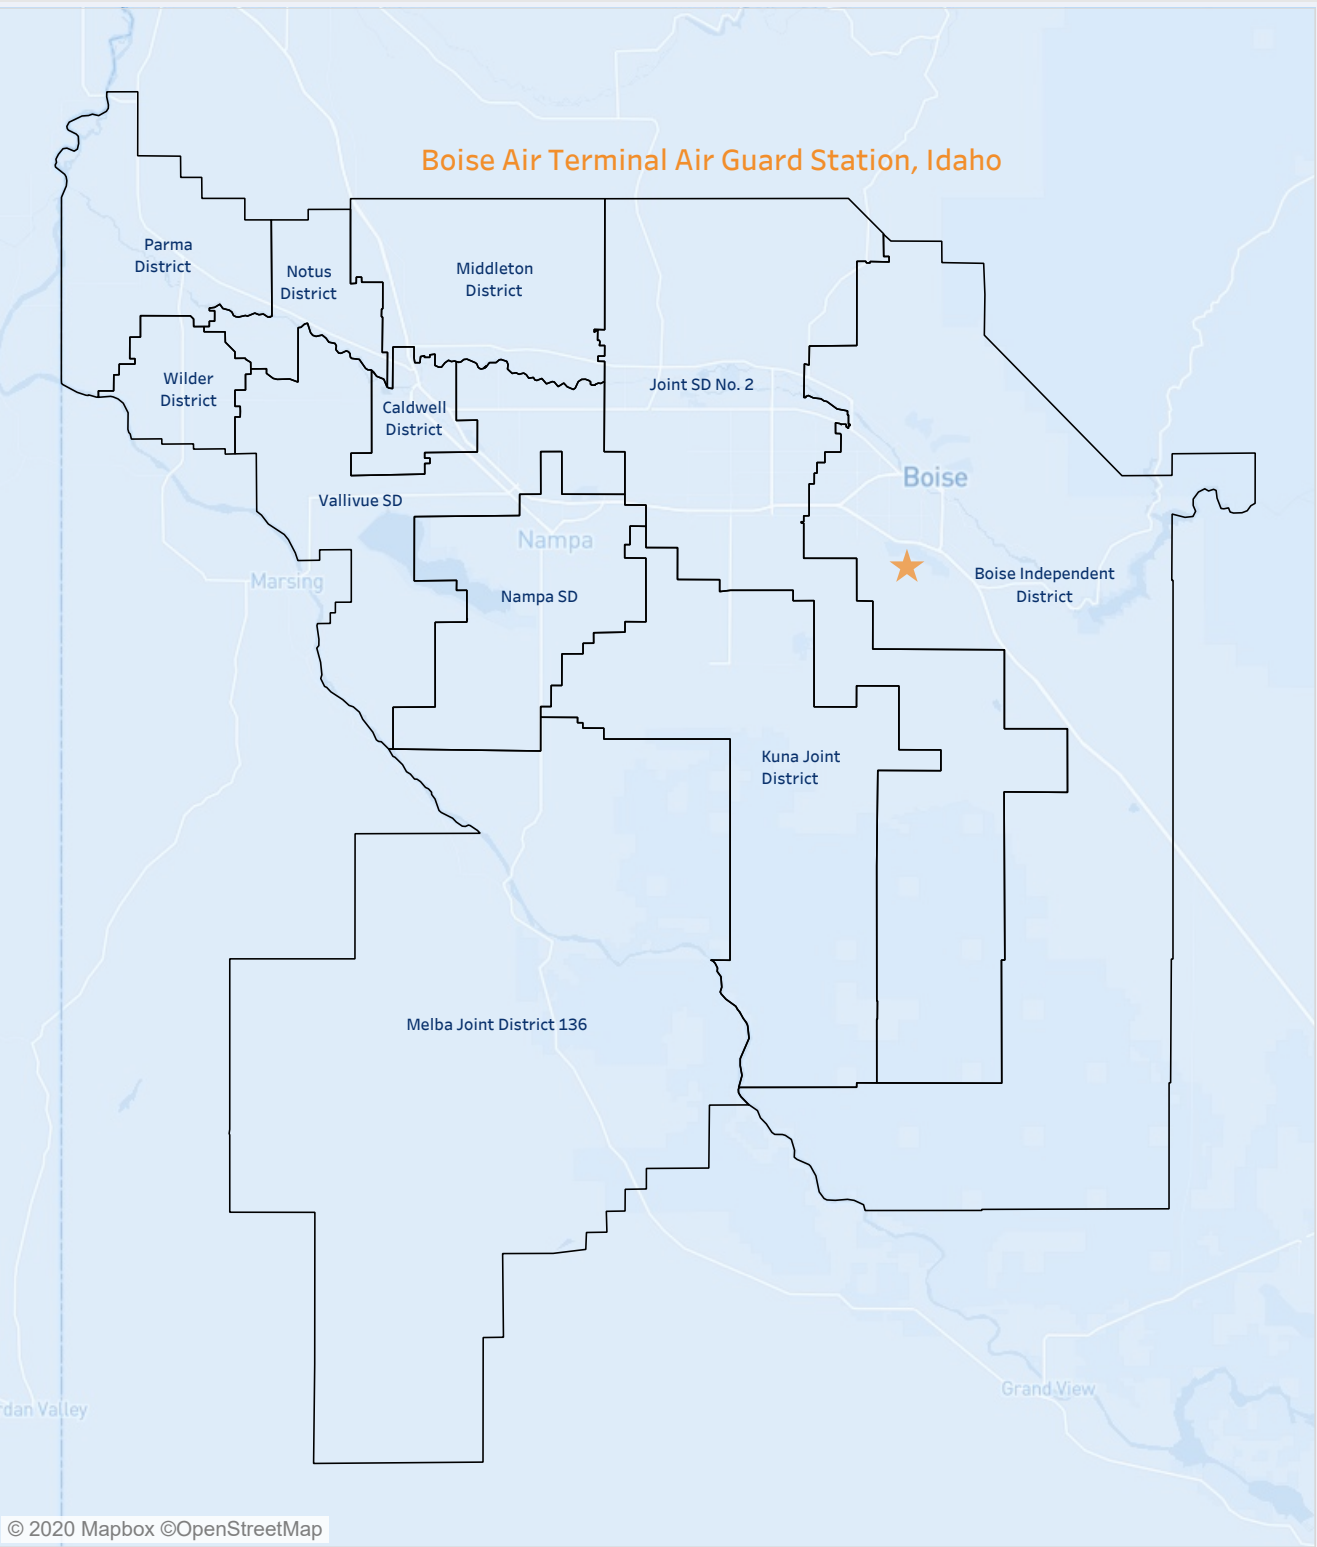 Boise Air Terminal Air Guard Station, Idaho
Parma
District
Notus
District
Middleton
District
Wilder
District
Caldwell
District
Joint SD No. 2
Boise
Vallivue SD
Nampa
Marsing
Nampa SD
Boise Independent
District
Kuna Joint
District
Melba Joint District 136
Grand View
rdan Valley
© 2020 Mapbox ©OpenStreetMap